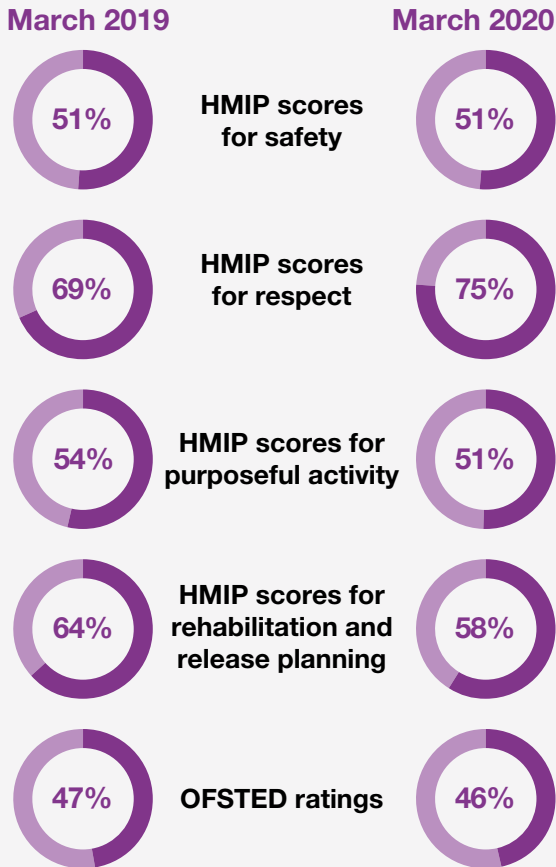 March 2019
March 2020
51%
HMIP scores
for safety
51%
69%
HMIP scores
for respect
75%
54%
HMIP scores for
purposeful activity
51%
64%
HMIP scores for
rehabilitation and
release planning
58%
47%
OFSTED ratings
46%